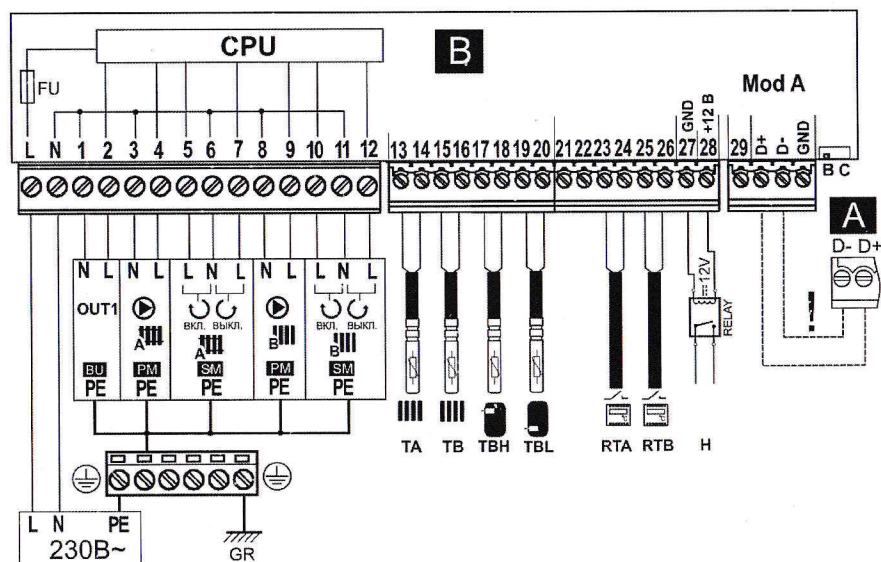 CPU
B
Mod A
FU
GND
+12 В
L N 1 2 3 4 5 6 7 8 9 10 11 12
13 14 15 16 17 18 19 20 21 22 23 24 25 26 27 28
29 D+ D- GND
B C
A
D- D+
N L N L L N L N L L N L
OUT1
ВКЛ. ВЫКЛ.
ВКЛ. ВЫКЛ.
A A B B
BU PM SM PM SM
PE PE PE PE PE
12V
RELAY
TA TB TBH TBL RTA RTB H
L N PE
230В~
GR